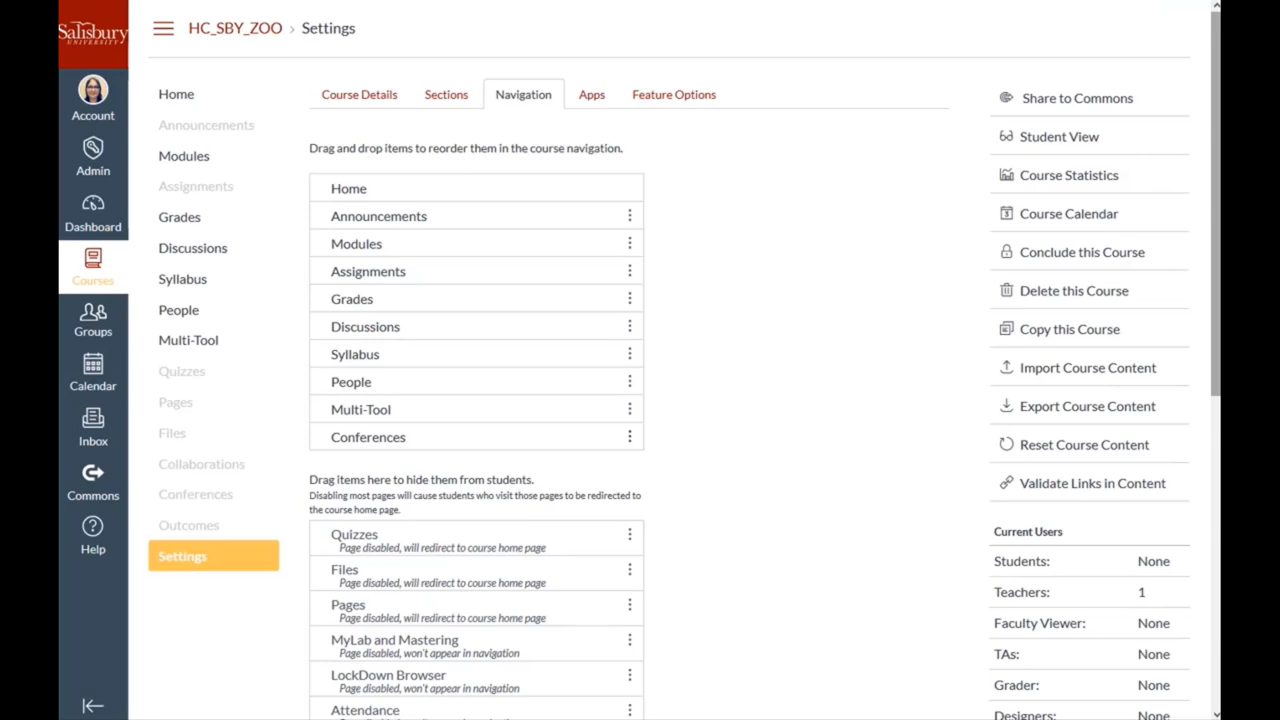 Salisbury
UNIVERSITY
HC_SBY_ZOO > Settings
Account
Admin
Dashboard
Courses
Groups
Calendar
Inbox
Commons
Help
Home
Announcements
Modules
Assignments
Grades
Discussions
Syllabus
People
Multi-Tool
Quizzes
Pages
Files
Collaborations
Conferences
Outcomes
Settings
Course Details Sections Navigation Apps Feature Options
Drag and drop items to reorder them in the course navigation.
Home
Announcements
Modules
Assignments
Grades
Discussions
Syllabus
People
Multi-Tool
Conferences
Drag items here to hide them from students.
Disabling most pages will cause students who visit those pages to be redirected to
the course home page.
Quizzes
Page disabled, will redirect to course home page
Files
Page disabled, will redirect to course home page
Pages
Page disabled, will redirect to course home page
MyLab and Mastering
Page disabled, won't appear in navigation
LockDown Browser
Page disabled, won't appear in navigation
Attendance
Share to Commons
Student View
Course Statistics
Course Calendar
Conclude this Course
Delete this Course
Copy this Course
Import Course Content
Export Course Content
Reset Course Content
Validate Links in Content
Current Users
Students: None
Teachers: 1
Faculty Viewer: None
TAs: None
Grader: None
Designers: None